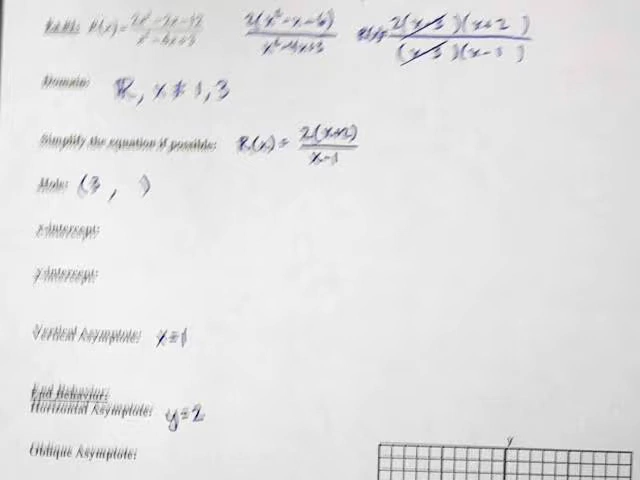 R(x) = (2x² - 2x - 12)/(x² - 4x + 3) 2(x² - x - 6)/(x² - 4x + 3) 2(x-3)(x+2)/(x-3)(x-1)
Domain: ℝ, x ≠ 1, 3
Simplify the equation if possible: R(x) = 2(x+2)/x-1
Hole: (3 , )
x-intercept:
y-intercept:
Vertical Asymptote: x=1
End Behavior:
Horizontal Asymptote: y=2
Oblique Asymptote:
y